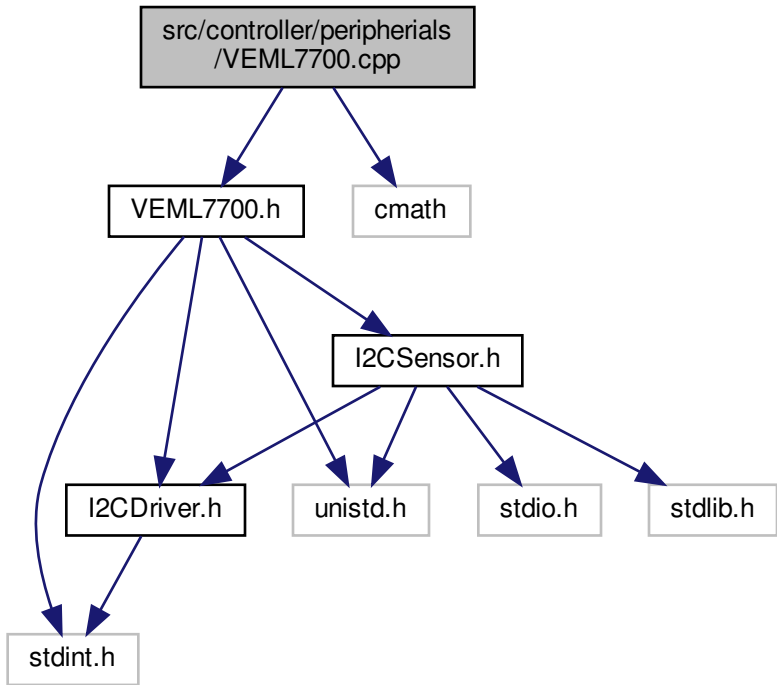 src/controller/peripherials
/VEML7700.cpp
VEML7700.h
cmath
I2CSensor.h
I2CDriver.h
unistd.h
stdio.h
stdlib.h
stdint.h